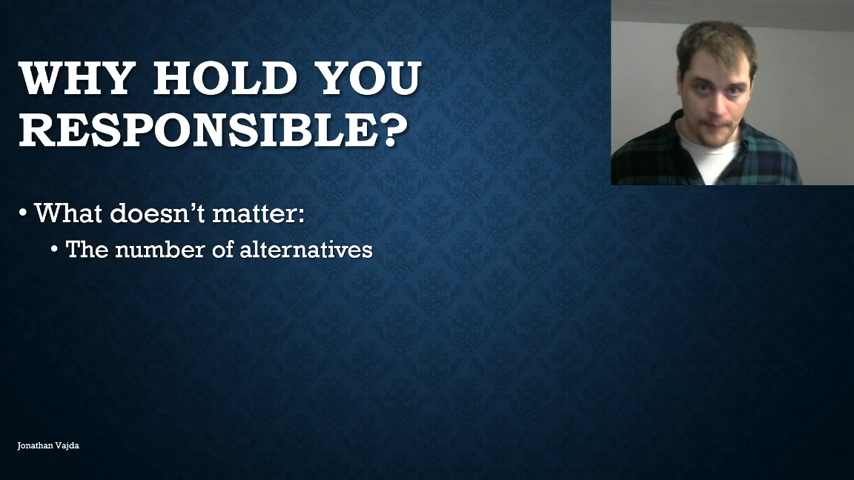 WHY HOLD YOU
RESPONSIBLE?
• What doesn't matter:
• The number of alternatives
Jonathan Vajda